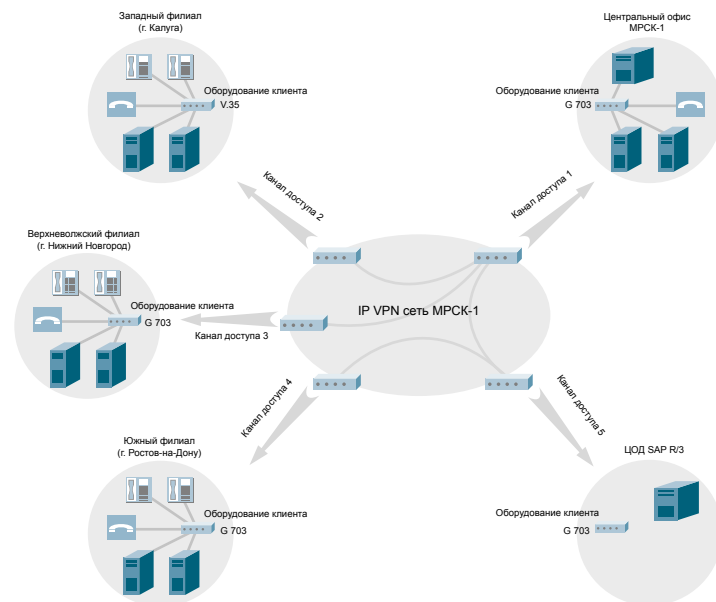 Западный филиал
(г. Калуга)
Оборудование клиента
V.35
Центральный офис
МРСК-1
Оборудование клиента
G 703
Канал доступа 2
Канал доступа 1
Верхневолжский филиал
(г. Нижний Новгород)
Оборудование клиента
G 703
Канал доступа 3
IP VPN сеть МРСК-1
Канал доступа 4
Канал доступа 5
Южный филиал
(г. Ростов-на-Дону)
Оборудование клиента
G 703
ЦОД SAP R/3
Оборудование клиента
G 703